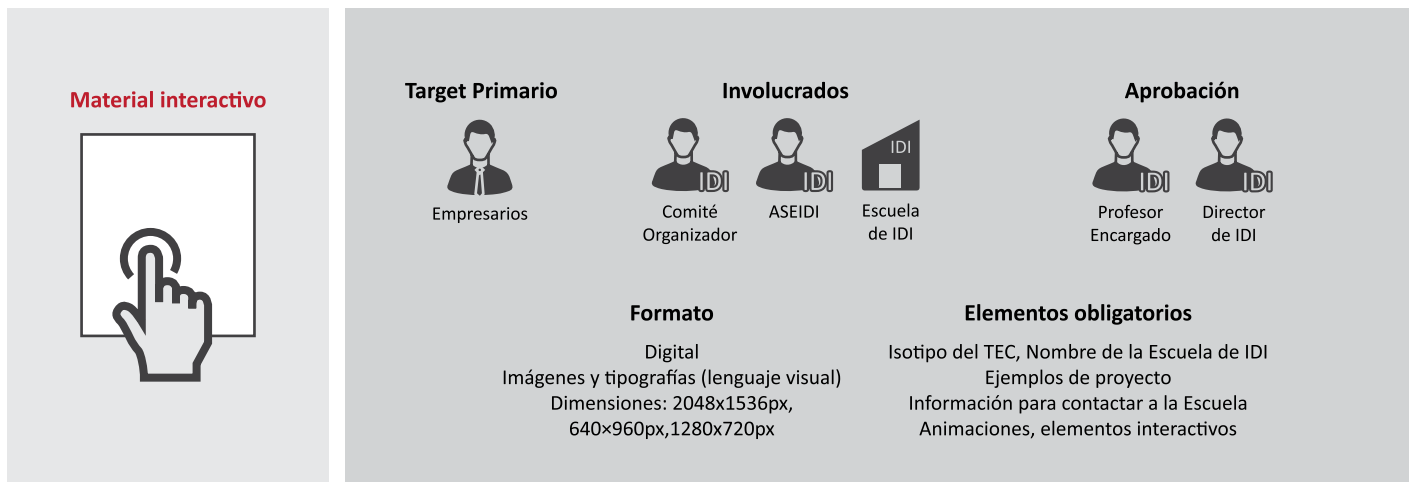 Material interactivo
Target Primario
Empresarios
Involucrados
IDI
Comité
Organizador
IDI
ASEIDI
IDI
Escuela
de IDI
Aprobación
IDI
Profesor
Encargado
IDI
Director
de IDI
Formato
Digital
Imágenes y tipografías (lenguaje visual)
Dimensiones: 2048x1536px,
640×960px,1280x720px
Elementos obligatorios
Isotipo del TEC, Nombre de la Escuela de IDI
Ejemplos de proyecto
Información para contactar a la Escuela
Animaciones, elementos interactivos